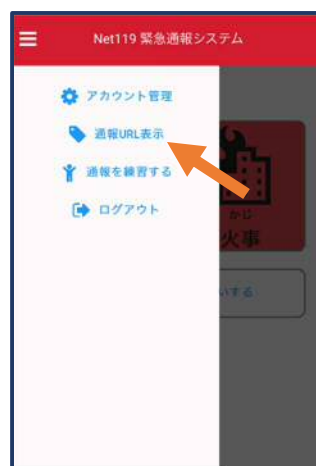 Net119 緊急通報システム
アカウント管理
通報URL表示
通報を練習する
ログアウト
かじ
火事
いする